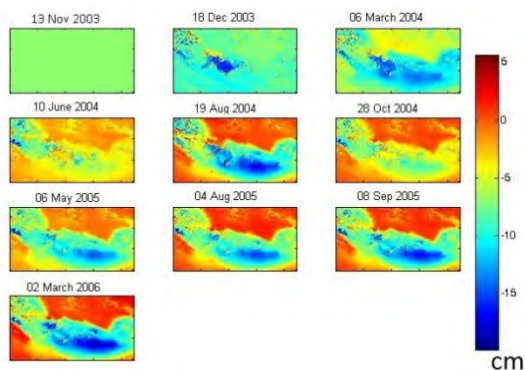 13 Nov 2003
18 Dec 2003
06 March 2004
10 June 2004
19 Aug 2004
28 Oct 2004
06 May 2005
04 Aug 2005
08 Sep 2005
02 March 2006
5
0
-5
-10
-15
cm